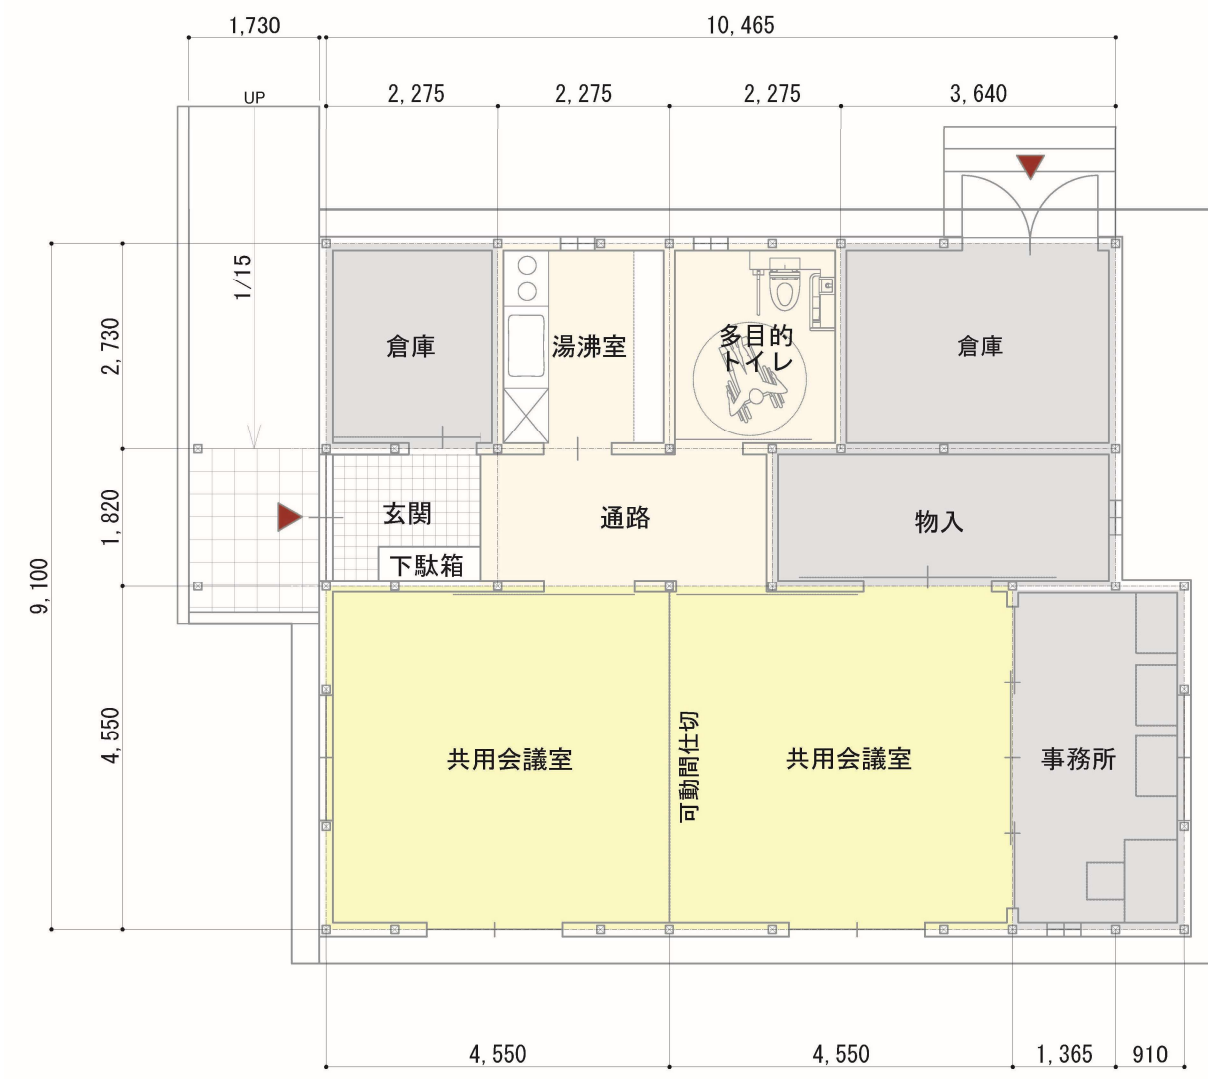 1,730
10,465
UP
2,275
2,275
2,275
3,640
1/15
2,730
倉庫
湯沸室
多目的
トイレ
倉庫
1,820
玄関
通路
物入
下駄箱
9,100
4,550
共用会議室
可動間仕切
共用会議室
事務所
4,550
4,550
1,365
910